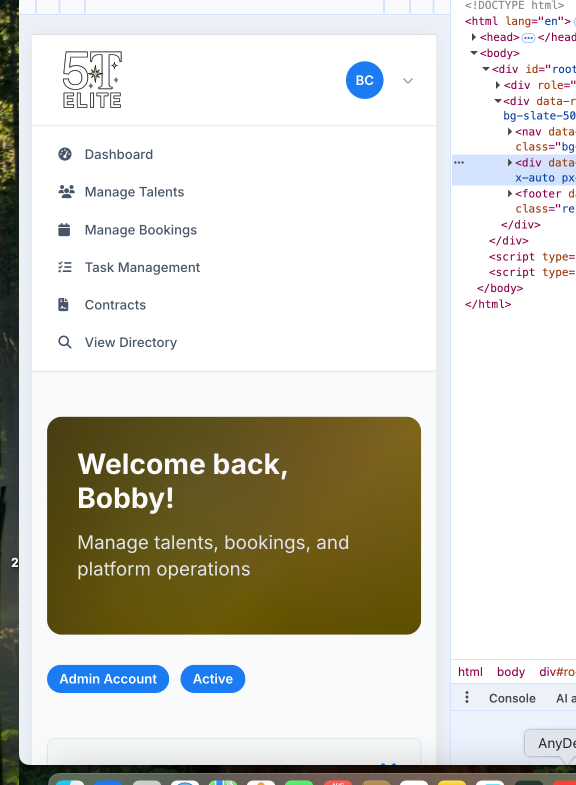 5T
ELITE
BC
Dashboard
Manage Talents
Manage Bookings
Task Management
Contracts
View Directory
Welcome back,
Bobby!
Manage talents, bookings, and
platform operations
Admin Account
Active
2
<!DOCTYPE html>
<html lang="en">
<head> … </head
<body>
<div id="root
<div role="
<div data-r
bg-slate-50
<nav data
class="bg
<div data
x-auto px
<footer d
class="re
</div>
</div>
<script type=
<script type=
</body>
</html>
html body div#ro
Console AI a
AnyDe